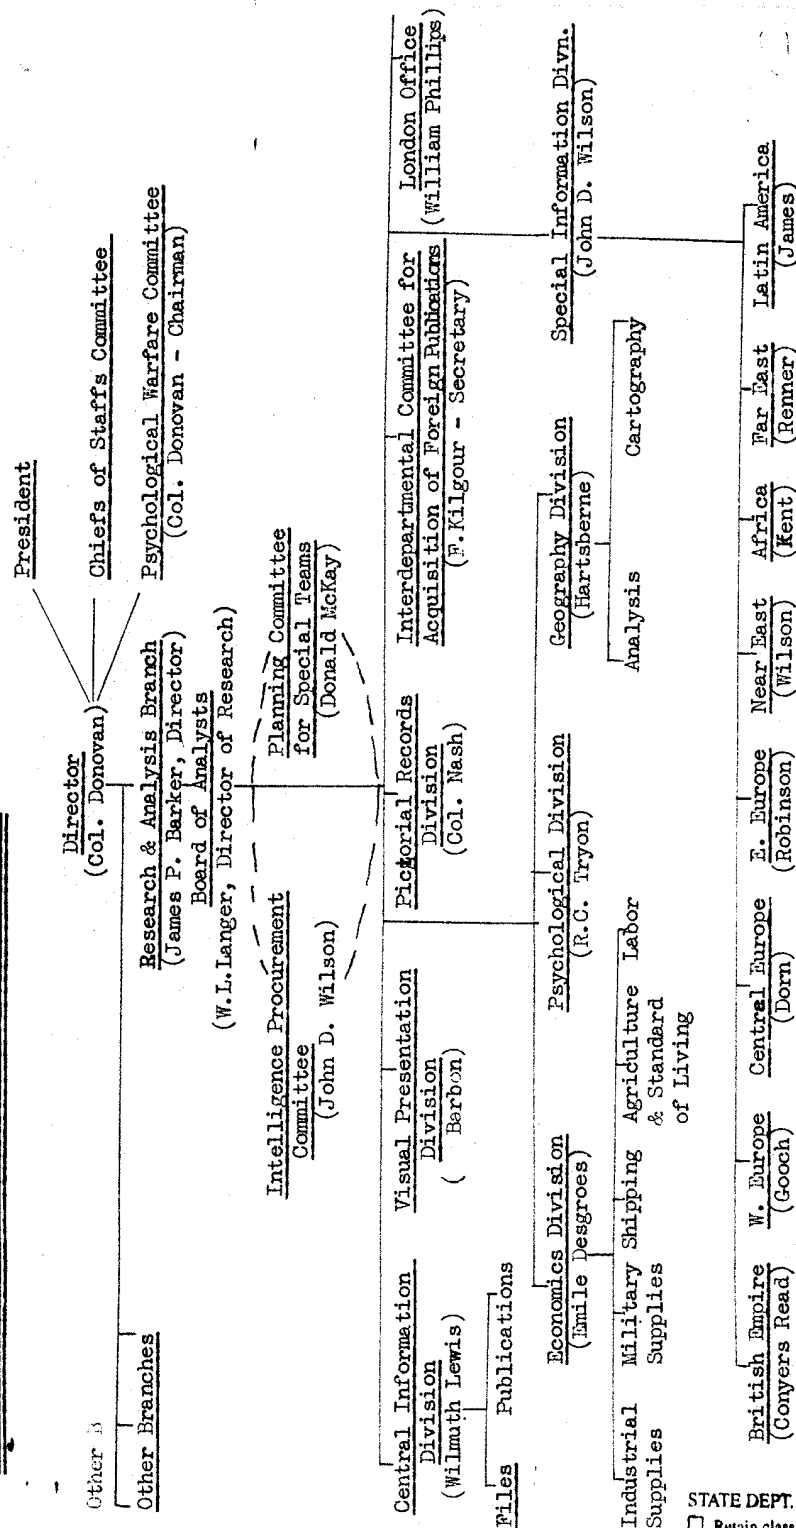 President
Director
(Col. Donovan)
Chiefs of Staffs Committee
Psychological Warfare Committee
(Col. Donovan - Chairman)
Other
Other Branches
Research & Analysis Branch
(James P. Barker, Director)
Board of Analysts
(W.L.Langer, Director of Research)
Intelligence Procurement
Committee
(John D. Wilson)
Planning Committee
for Special Teams
(Donald McKay)
Central Information
Division
(Wilmuth Lewis)
Files
Publications
Visual Presentation
Division
( Barbon)
Pictorial Records
Division
(Col. Nash)
Interdepartmental Committee for
Acquisition of Foreign Publications
(F.Kilgour - Secretary)
London Office
(William Phillips)
Economics Division
(Emile Desgroes)
Industrial
Supplies
Military
Supplies
Shipping
Agriculture
& Standard
of Living
Labor
Psychological Division
(R.C. Tryon)
Geography Division
(Hartsberne)
Analysis
Cartography
Special Information Divn.
(John D. Wilson)
British Empire
(Conyers Read)
W. Europe
(Gooch)
Central Europe
(Dorn)
E. Europe
(Robinson)
Near East
(Wilson)
Africa
(Kent)
Far East
(Renner)
Latin America
(James)
STATE DEPT.
Retain class